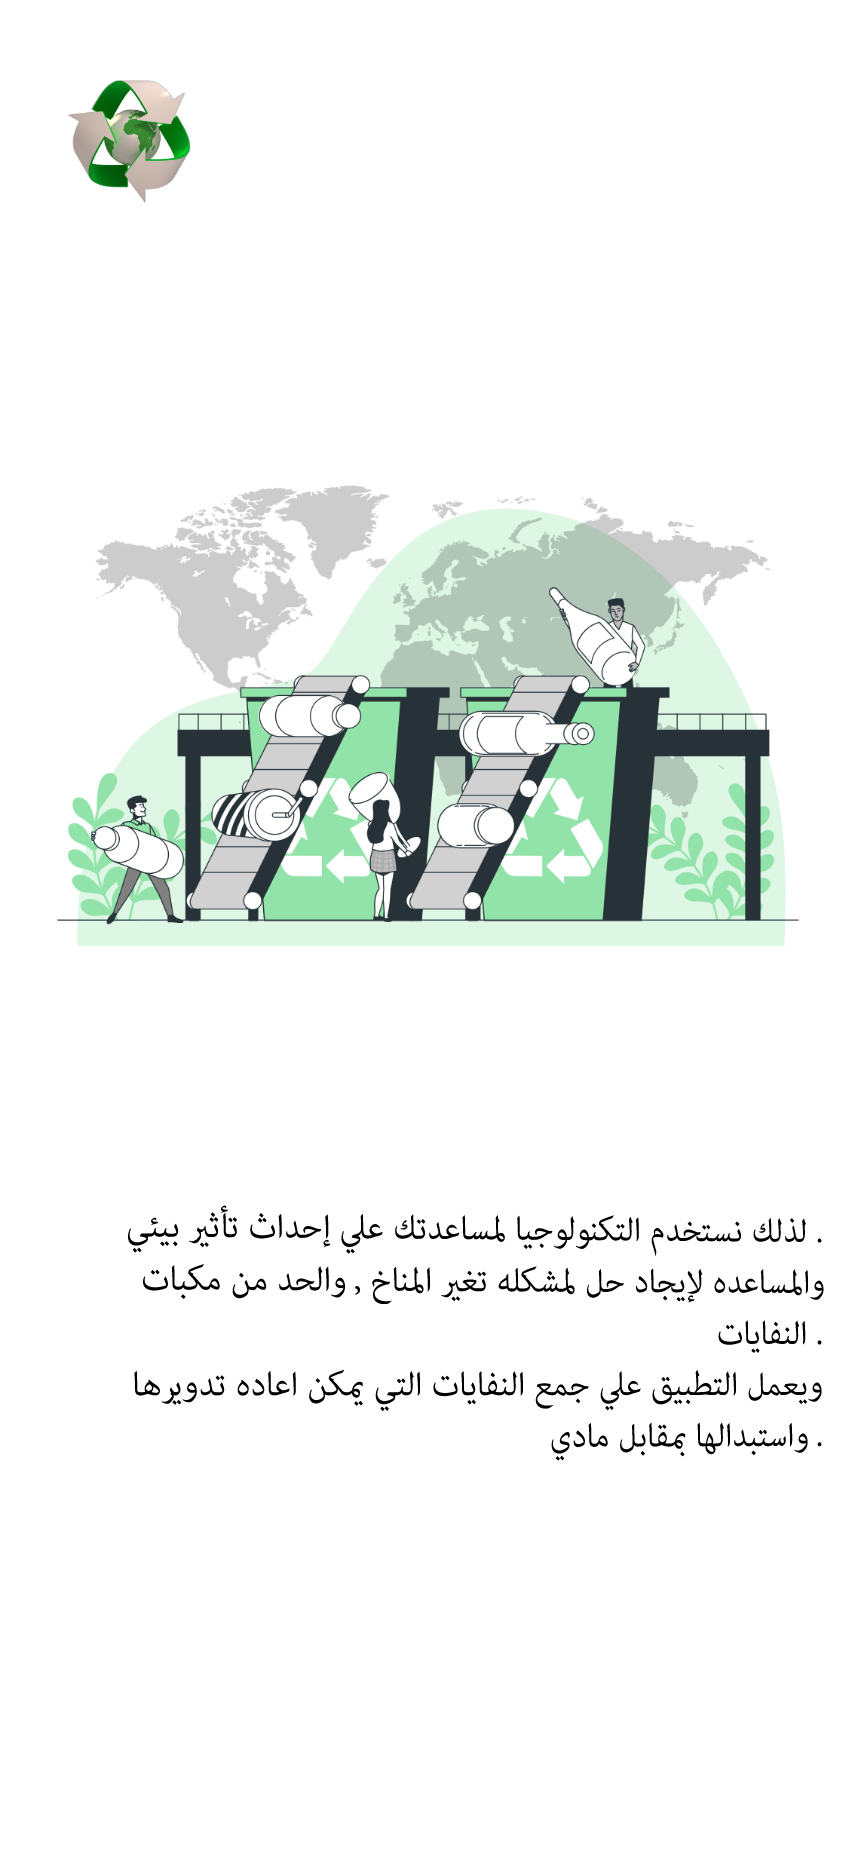 . لذلك نستخدم التكنولوجيا لمساعدتك علي إحداث تأثير بيئي
والمساعده لإيجاد حل لمشكله تغير المناخ , والحد من مكبات
. النفايات
ويعمل التطبيق علي جمع النفايات التي يمكن اعاده تدويرها
. واستبدالها بمقابل مادي